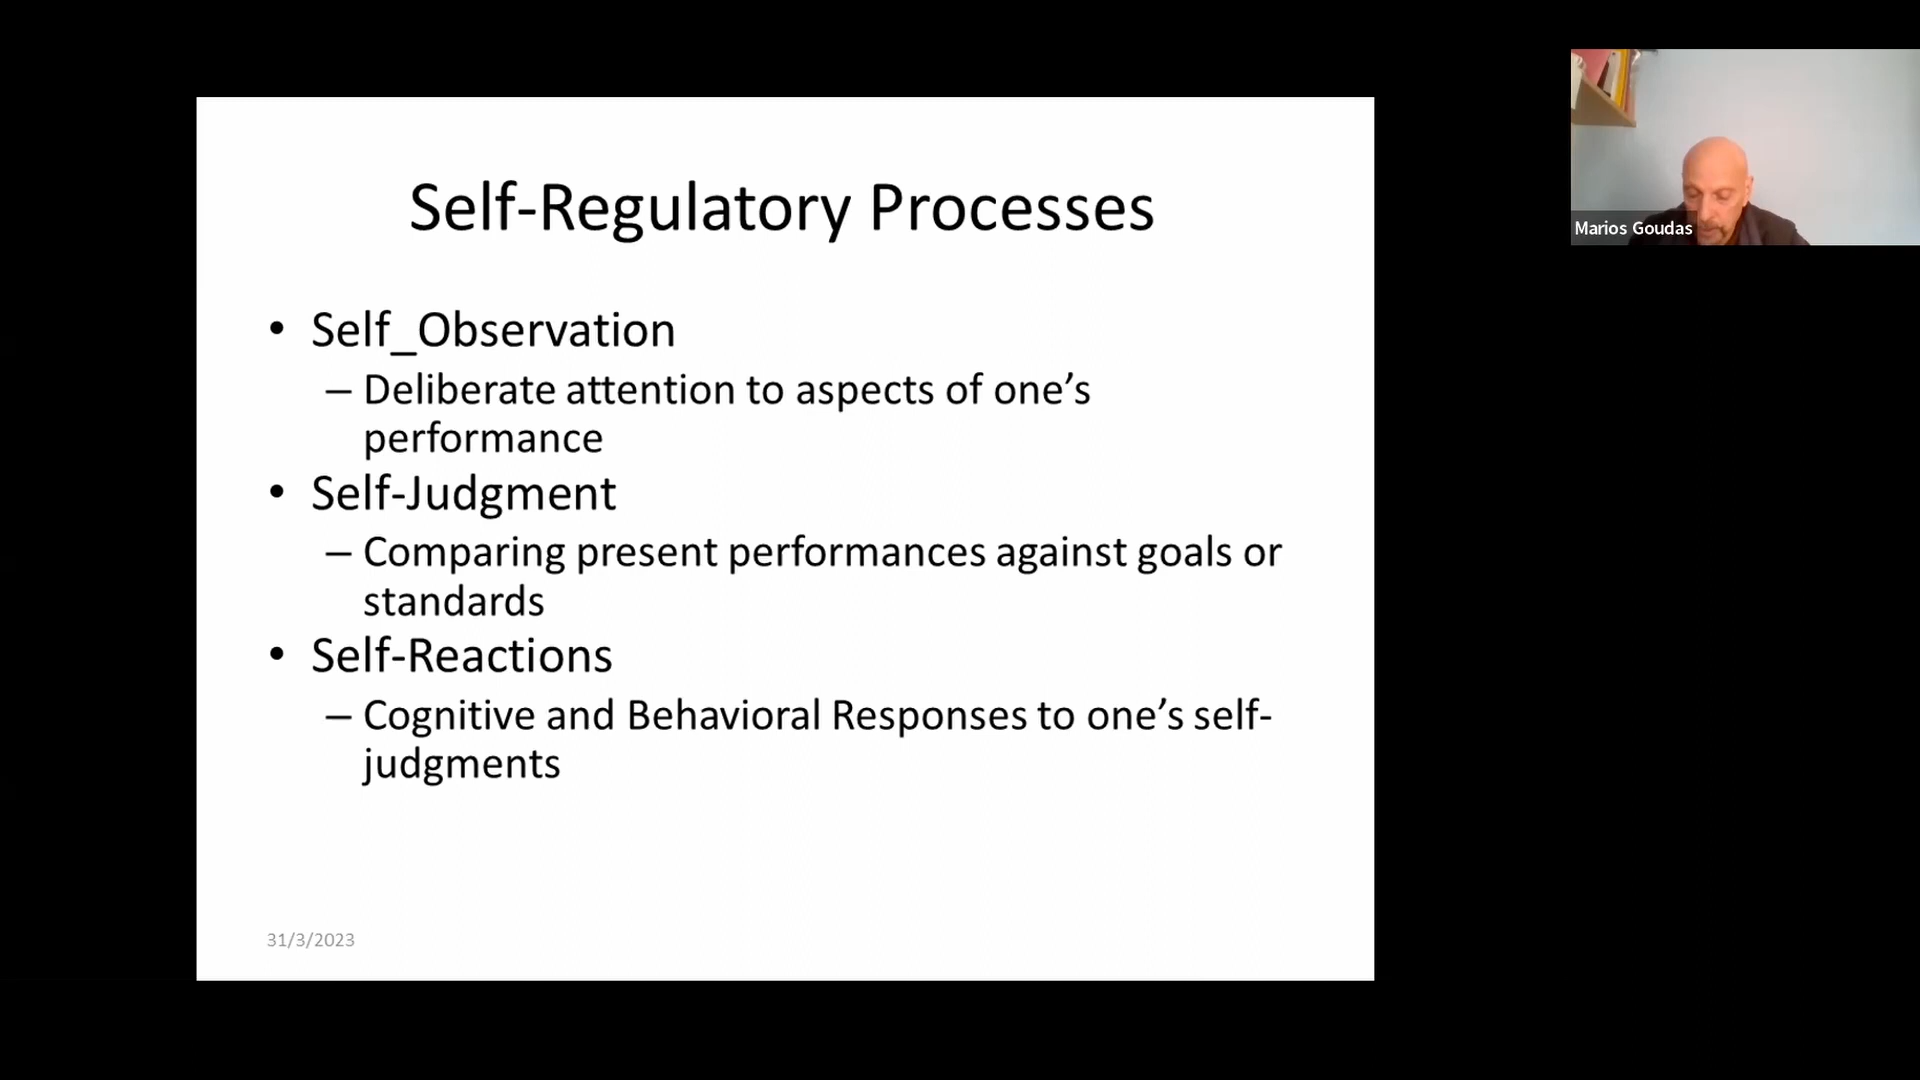 Self-Regulatory Processes
• Self_Observation
– Deliberate attention to aspects of one’s
performance
• Self-Judgment
– Comparing present performances against goals or
standards
• Self-Reactions
– Cognitive and Behavioral Responses to one’s self-
judgments
31/3/2023
Marios Goudas